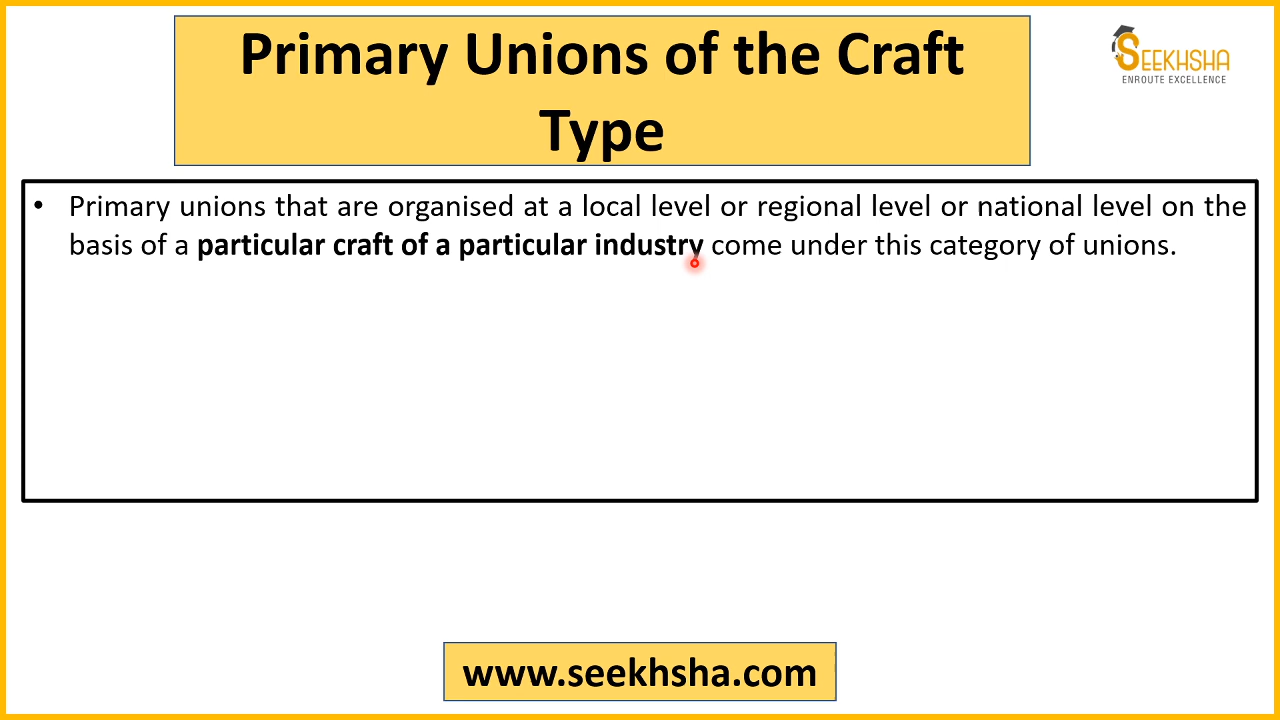 Primary Unions of the Craft
Type
SEEKHSHA
ENROUTE EXCELLENCE
• Primary unions that are organised at a local level or regional level or national level on the
basis of a particular craft of a particular industry come under this category of unions.
www.seekhsha.com